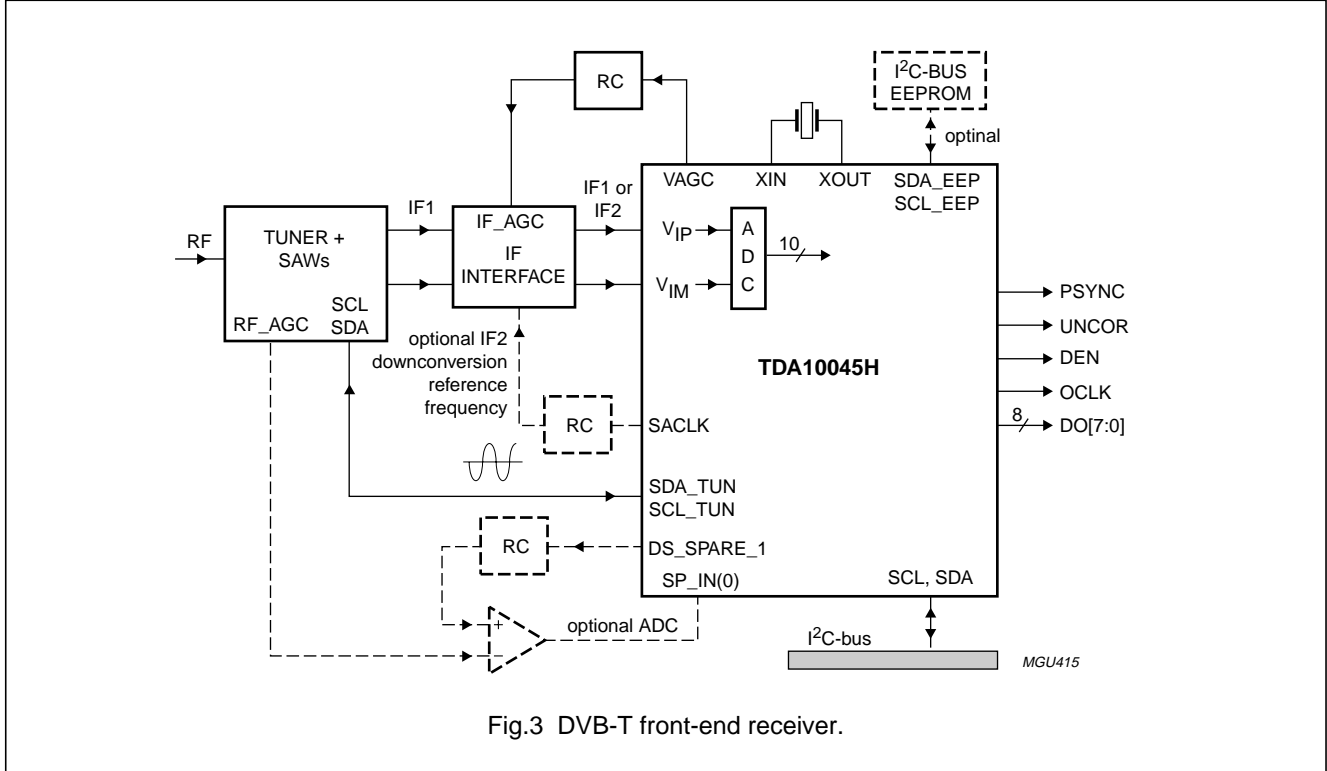 RC
I²C-BUS
EEPROM
optinal
VAGC
XIN
XOUT
SDA_EEP
SCL_EEP
IF1
IF1 or
IF2
RF
TUNER +
SAWs
SCL
SDA
RF_AGC
IF_AGC
IF
INTERFACE
VIP
VIM
A
D
C
10
optional IF2
downconversion
reference
frequency
RC
SACLK
TDA10045H
PSYNC
UNCOR
DEN
OCLK
8
DO[7:0]
SDA_TUN
SCL_TUN
RC
DS_SPARE_1
SP_IN(0)
SCL, SDA
+
−
optional ADC
I²C-bus
MGU415
Fig.3 DVB-T front-end receiver.